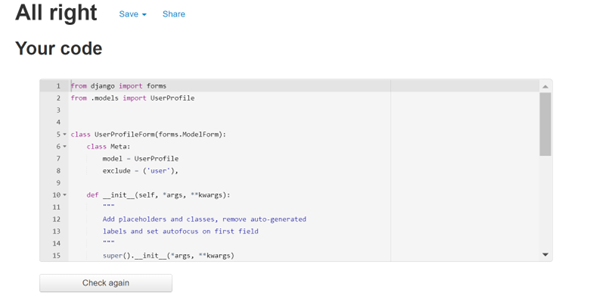 All right
Save
Share
Your code
1 from django import forms
2 from .models import UserProfile
3
4
5 class UserProfileForm(forms.ModelForm):
6     class Meta:
7         model = UserProfile
8         exclude = ('user'),
9
10     def __init__(self, *args, **kwargs):
11         """
12         Add placeholders and classes, remove auto-generated
13         labels and set autofocus on first field
14         """
15         super().__init__(*args, **kwargs)
Check again